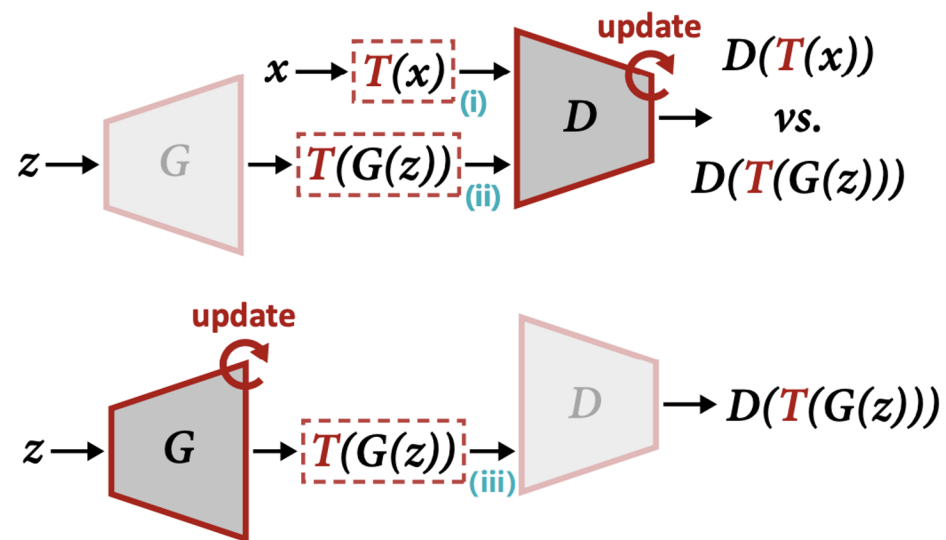 update
x T(x) (i) D D(T(x))
vs.
z G T(G(z)) (ii) D(T(G(z)))
update
z G T(G(z)) (iii) D D(T(G(z)))